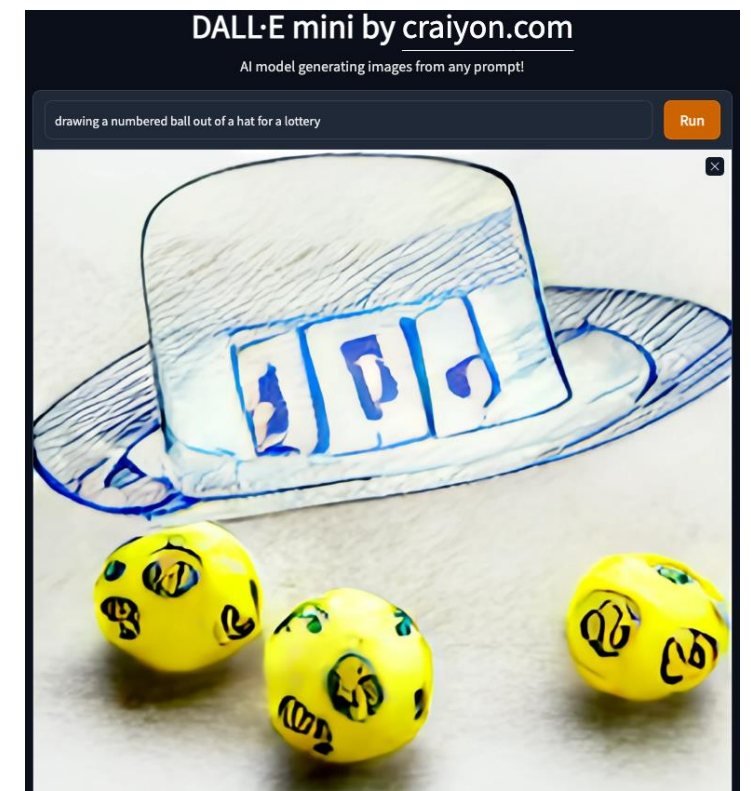 DALL·E mini by craiyon.com
AI model generating images from any prompt!
drawing a numbered ball out of a hat for a lottery
Run